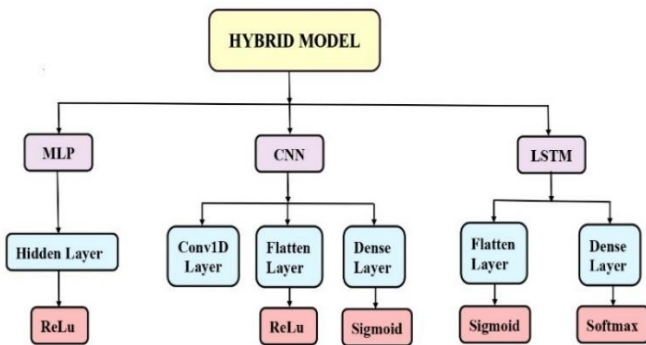 HYBRID MODEL
MLP
CNN
LSTM
Hidden Layer
Conv1D
Layer
Flatten
Layer
Dense
Layer
Flatten
Layer
Dense
Layer
ReLu
ReLu
Sigmoid
Sigmoid
Softmax